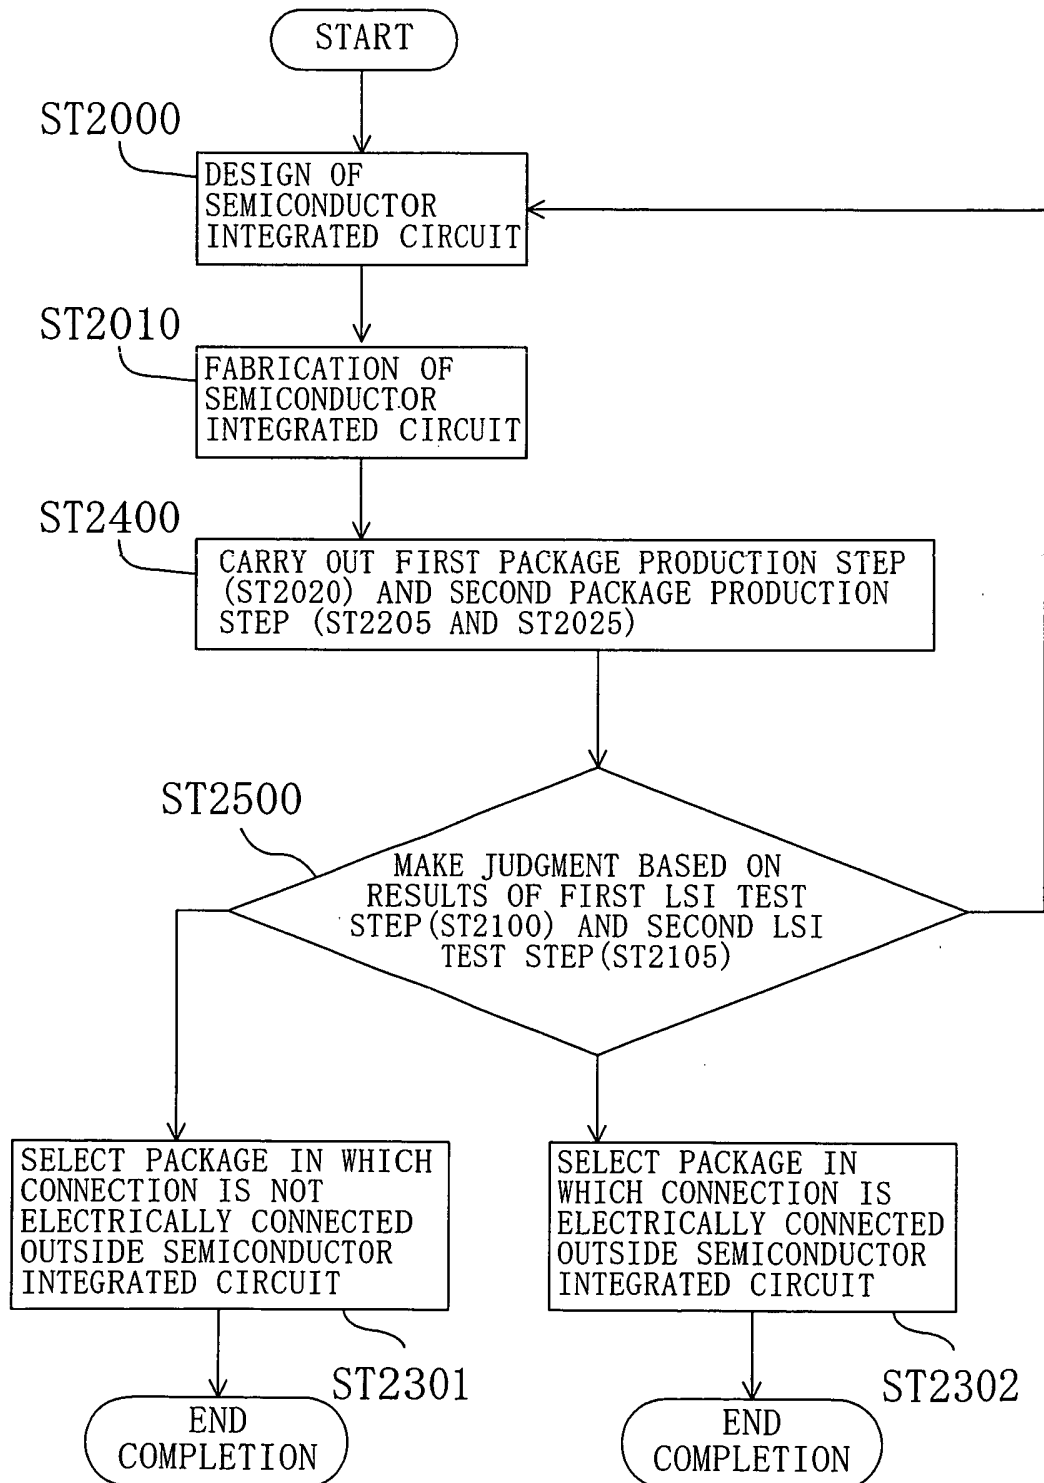 START
ST2000
DESIGN OF
SEMICONDUCTOR
INTEGRATED CIRCUIT
ST2010
FABRICATION OF
SEMICONDUCTOR
INTEGRATED CIRCUIT
ST2400
CARRY OUT FIRST PACKAGE PRODUCTION STEP
(ST2020) AND SECOND PACKAGE PRODUCTION
STEP (ST2205 AND ST2025)
ST2500
MAKE JUDGMENT BASED ON
RESULTS OF FIRST LSI TEST
STEP(ST2100) AND SECOND LSI
TEST STEP(ST2105)
SELECT PACKAGE IN WHICH
CONNECTION IS NOT
ELECTRICALLY CONNECTED
OUTSIDE SEMICONDUCTOR
INTEGRATED CIRCUIT
ST2301
END
COMPLETION
SELECT PACKAGE IN
WHICH CONNECTION IS
ELECTRICALLY CONNECTED
OUTSIDE SEMICONDUCTOR
INTEGRATED CIRCUIT
ST2302
END
COMPLETION